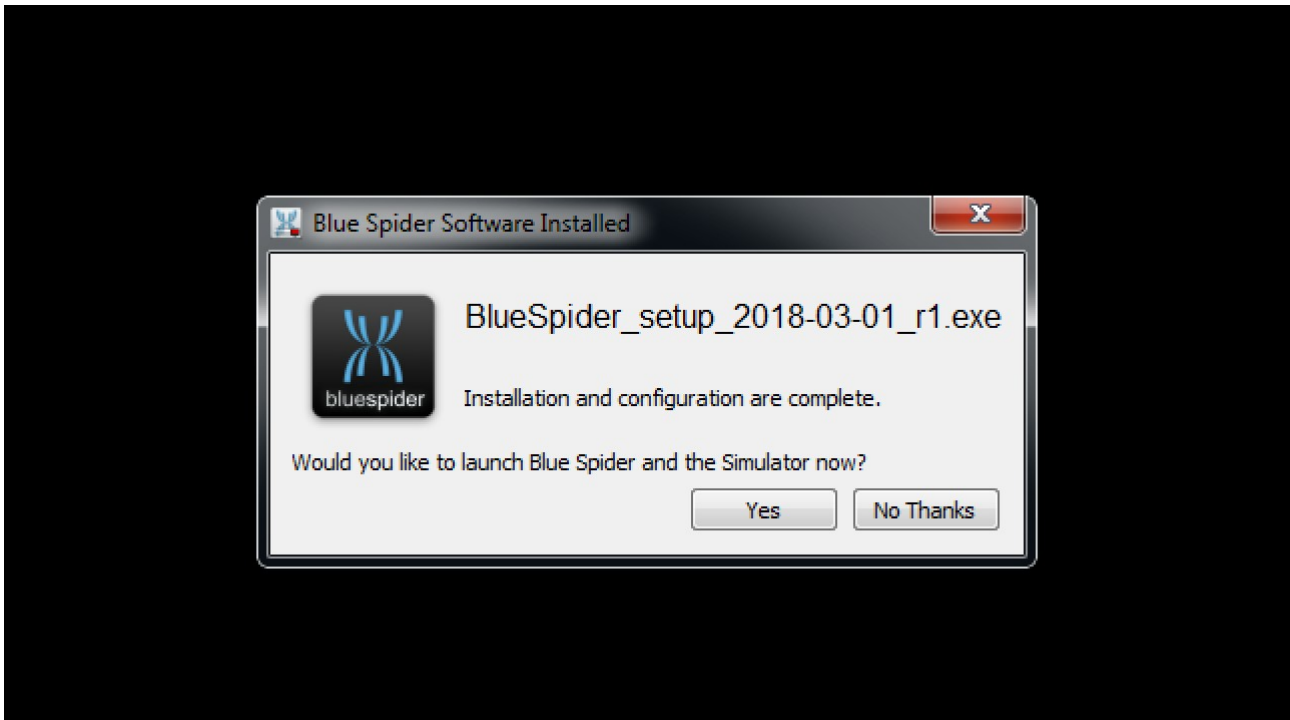 Blue Spider Software Installed
BlueSpider_setup_2018-03-01_r1.exe
bluespider
Installation and configuration are complete.
Would you like to launch Blue Spider and the Simulator now?
Yes
No Thanks